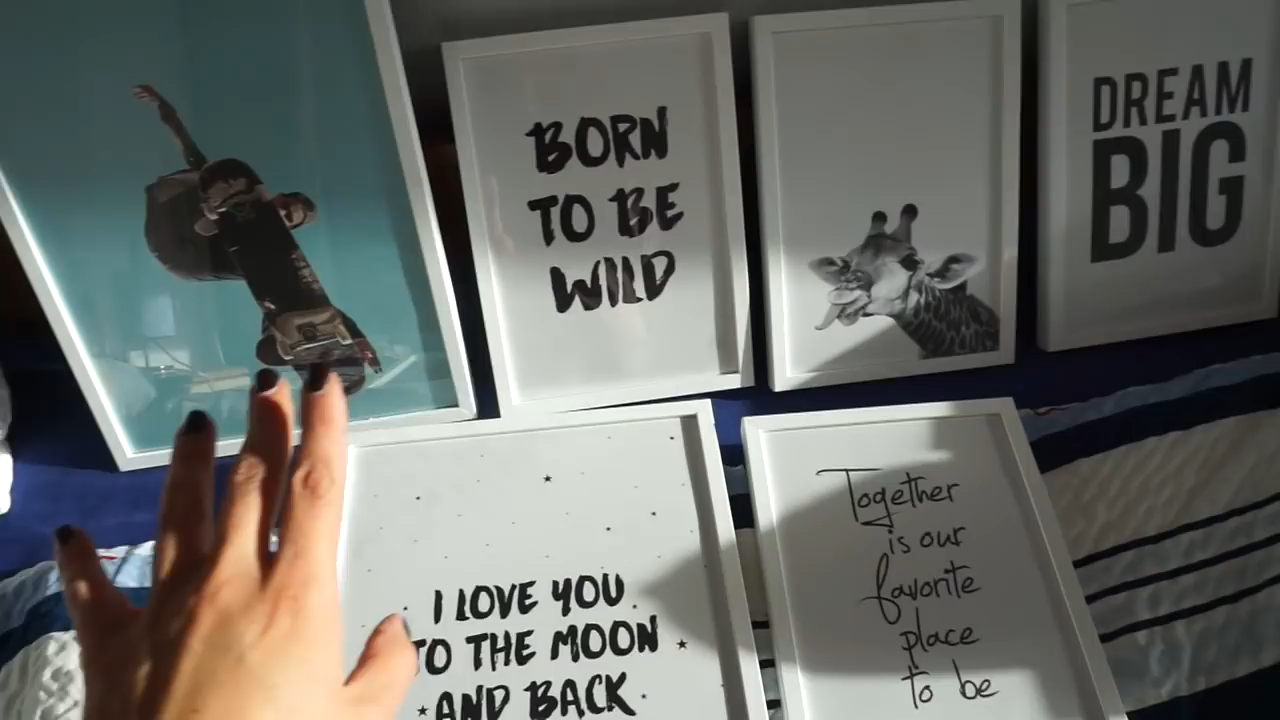 BORN
TO BE
WILD
DREAM
BIG
I LOVE YOU
TO THE MOON
AND BACK
Together
is our
favorite
place
to be